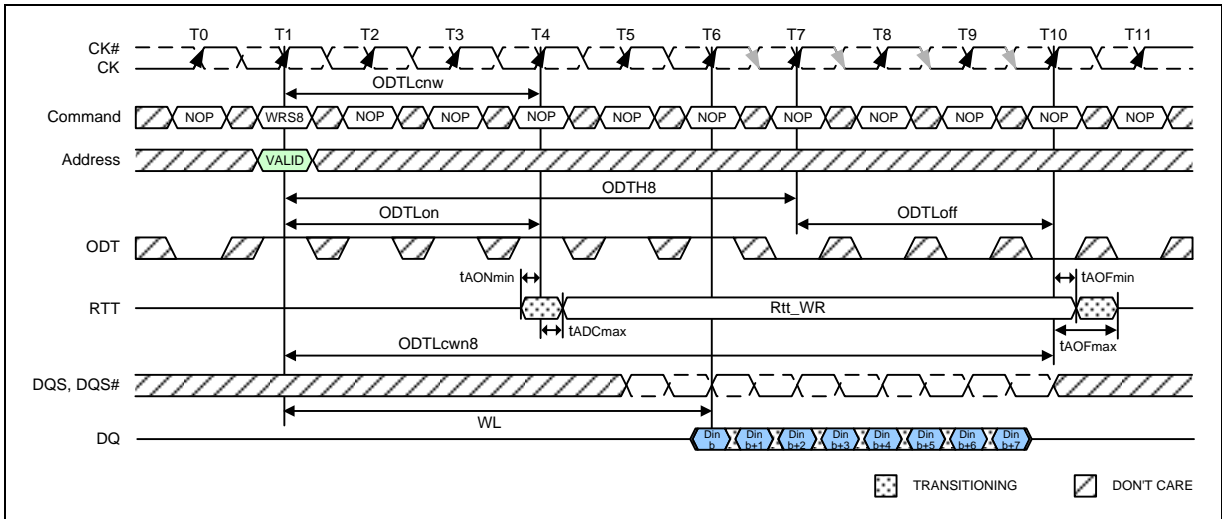 T0 T1 T2 T3 T4 T5 T6 T7 T8 T9 T10 T11
CK#
CK
ODTLcnw
Command NOP WRS8 NOP NOP NOP NOP NOP NOP NOP NOP NOP NOP
Address VALID
ODTH8
ODTLon ODTLoff
ODT
tAONmin tAOFmin
RTT Rtt_WR
tADCmax
ODTLcwn8 tAOFmax
DQS, DQS#
WL
DQ Din b Din b+1 Din b+2 Din b+3 Din b+4 Din b+5 Din b+6 Din b+7
TRANSITIONING DON'T CARE